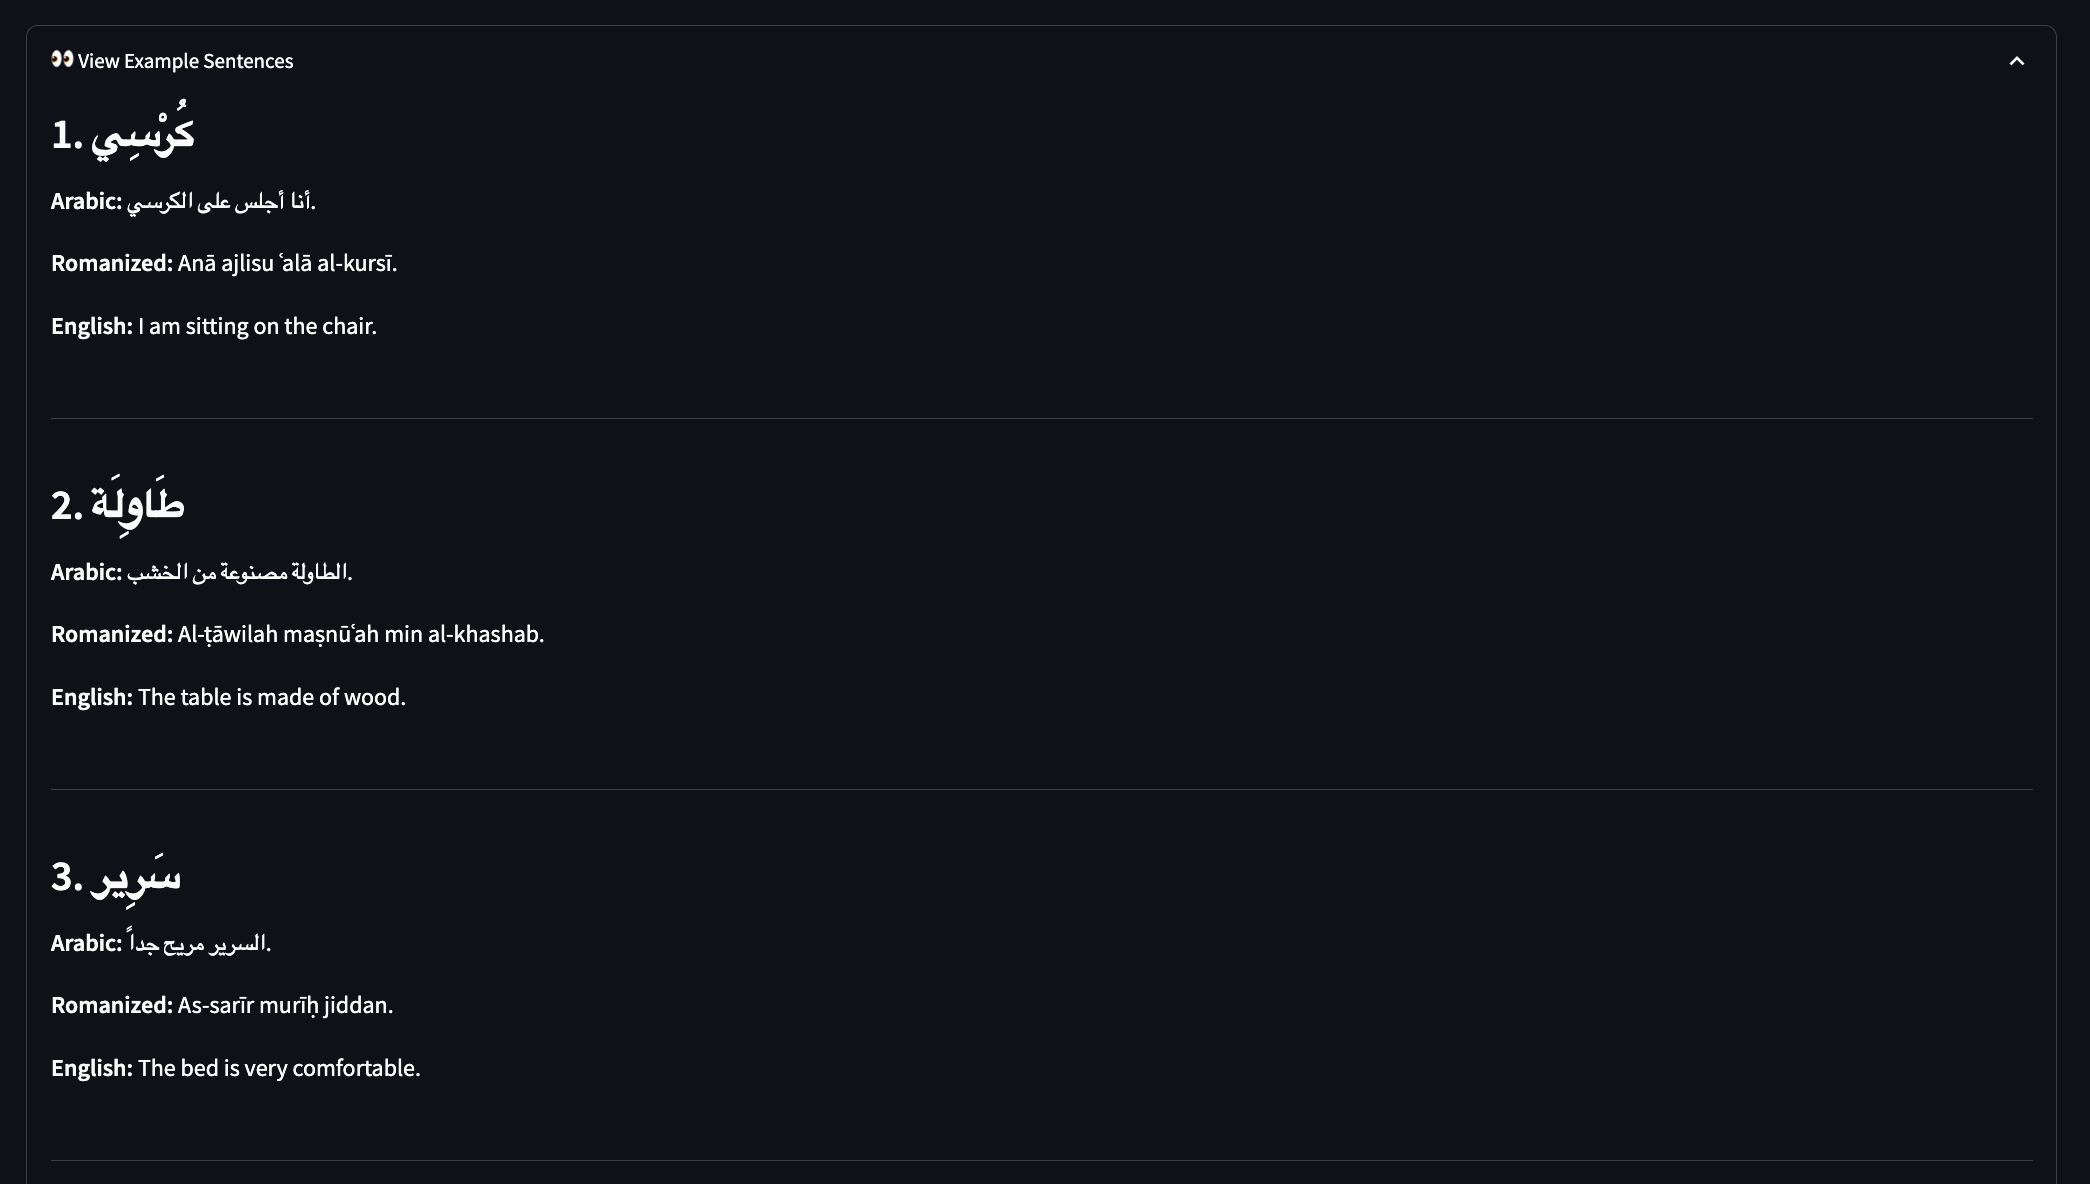 👀 View Example Sentences
1. كُرْسِي
Arabic: أنا أجلس على الكرسي.
Romanized: Anā ajlisu ʿalā al-kursī.
English: I am sitting on the chair.
2. طَاوِلَة
Arabic: الطاولة مصنوعة من الخشب.
Romanized: Al-ṭāwilah maṣnūʿah min al-khashab.
English: The table is made of wood.
3. سَرِير
Arabic: السرير مريح جداً.
Romanized: As-sarīr murīḥ jiddan.
English: The bed is very comfortable.